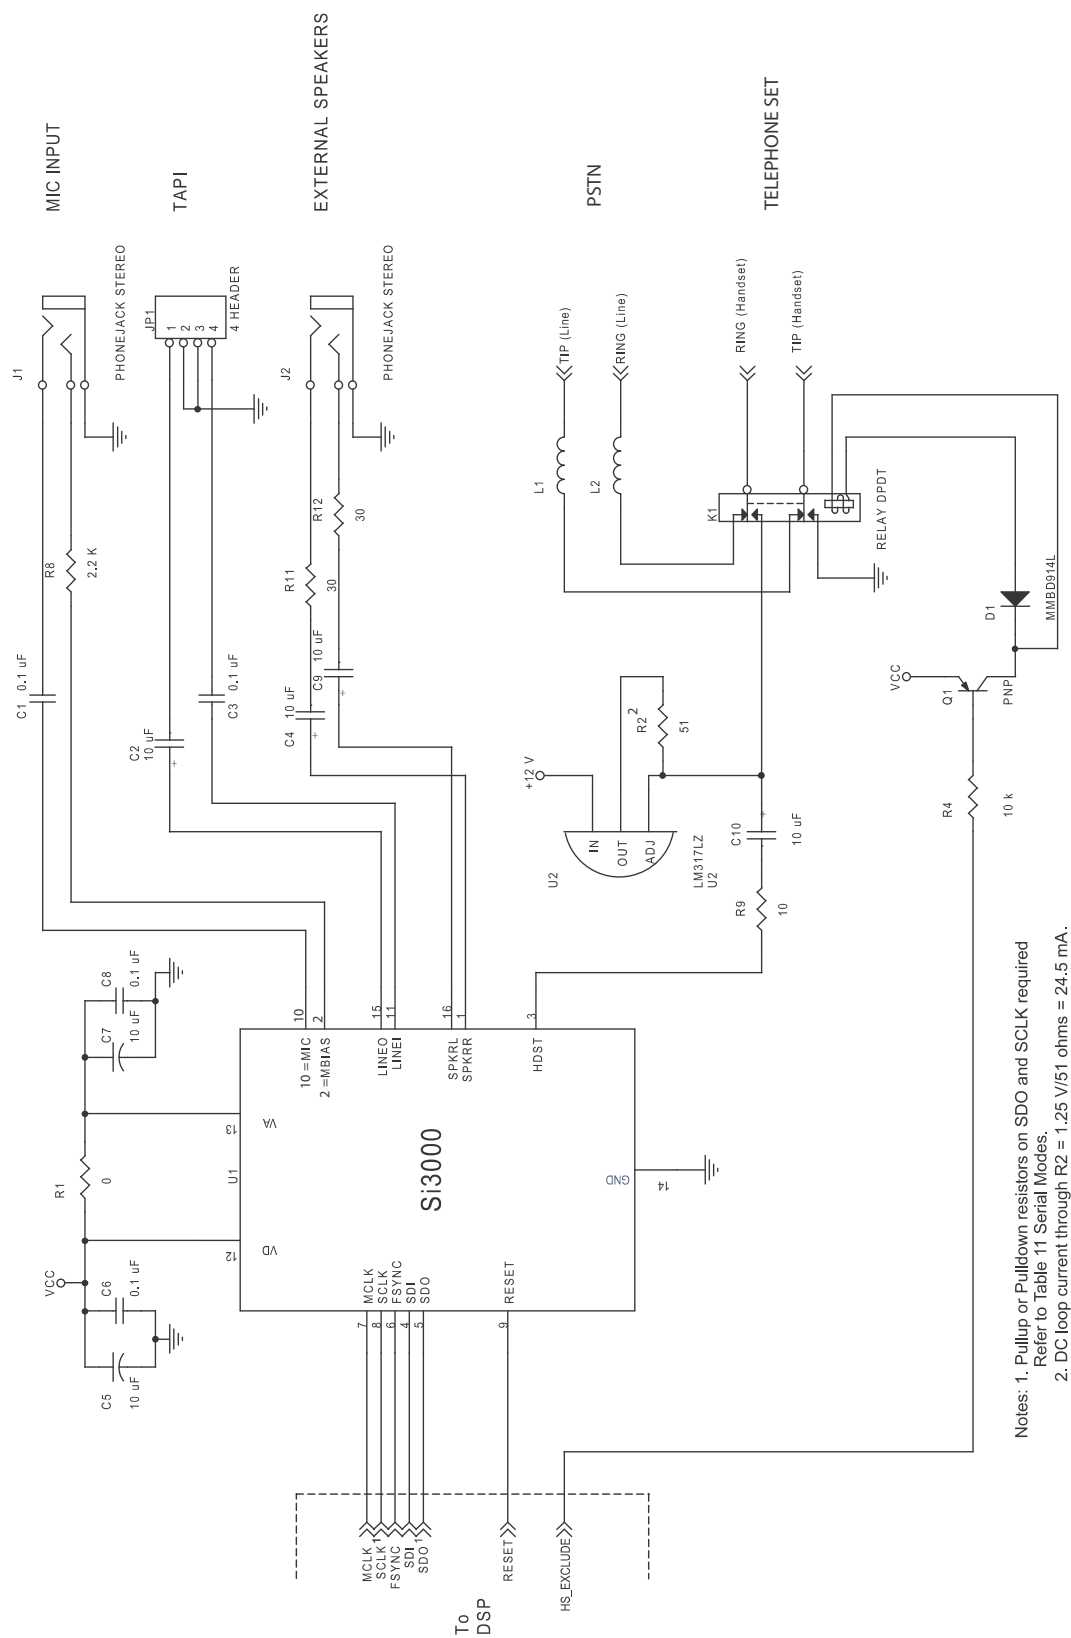 MIC INPUT
TAPI
EXTERNAL SPEAKERS
PSTN
TELEPHONE SET
J1
PHONEJACK STEREO
JP1
1
2
3
4
4 HEADER
J2
PHONEJACK STEREO
TIP (Line)
RING (Line)
RING (Handset)
TIP (Handset)
L1
L2
K1
RELAY DPDT
R8
2.2 K
R11
30
R12
30
C1
0.1 uF
C2
10 uF
+
C3
0.1 uF
C4
10 uF
+
C9
10 uF
+
D1
MMBD914L
VCC
Q1
PNP
+12 V
R2 2
51
U2
IN
OUT
ADJ
LM317LZ
U2
C10
+
10 uF
R9
10
R4
10 k
VCC
C5
10 uF
C6
0.1 uF
R1
0
C7
10 uF
C8
0.1 uF
12
VD
U1
13
VA
Si3000
10
10 =MIC
2
2 =MBIAS
15
LINEO
11
LINEI
16
SPKRL
1
SPKRR
3
HDST
GND
14
7
MCLK
8
SCLK
6
FSYNC
4
SDI
5
SDO
9
RESET
MCLK
SCLK 1
FSYNC
SDI
SDO 1
RESET
HS_EXCLUDE
To
DSP
Notes: 1. Pullup or Pulldown resistors on SDO and SCLK required
Refer to Table 11 Serial Modes.
2. DC loop current through R2 = 1.25 V/51 ohms = 24.5 mA.